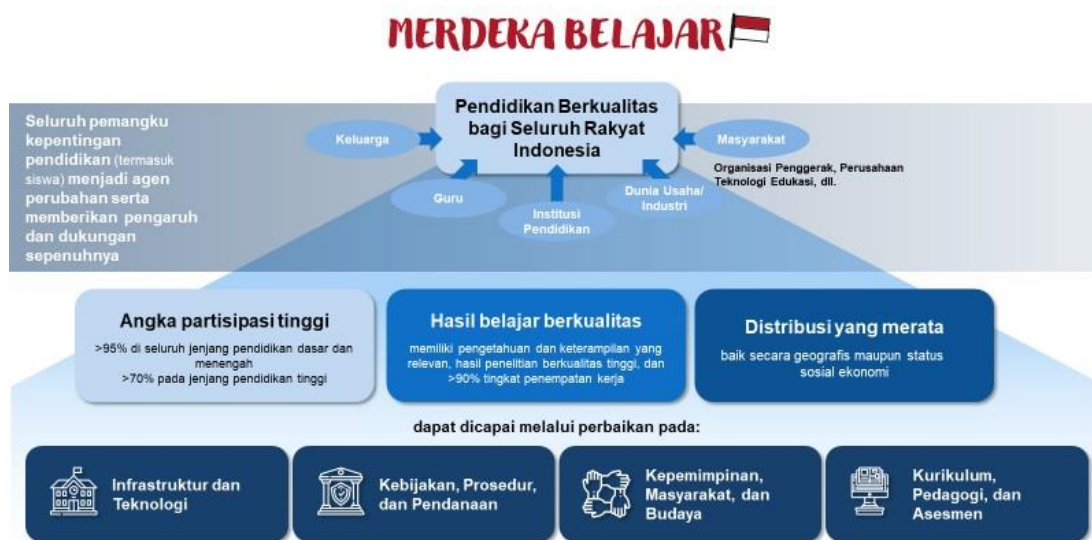 MERDEKA BELAJAR
Pendidikan Berkualitas
bagi Seluruh Rakyat
Indonesia
Seluruh pemangku
kepentingan
pendidikan (termasuk
siswa) menjadi agen
perubahan serta
memberikan pengaruh
dan dukungan
sepenuhnya
Keluarga
Guru
Institusi
Pendidikan
Dunia Usaha/
Industri
Masyarakat
Organisasi Penggerak, Perusahaan
Teknologi Edukasi, dll.
Angka partisipasi tinggi
>95% di seluruh jenjang pendidikan dasar dan
menengah
>70% pada jenjang pendidikan tinggi
Hasil belajar berkualitas
memiliki pengetahuan dan keterampilan yang
relevan, hasil penelitian berkualitas tinggi, dan
>90% tingkat penempatan kerja
Distribusi yang merata
baik secara geografis maupun status
sosial ekonomi
dapat dicapai melalui perbaikan pada:
Infrastruktur dan
Teknologi
Kebijakan, Prosedur,
dan Pendanaan
Kepemimpinan,
Masyarakat, dan
Budaya
Kurikulum,
Pedagogi, dan
Asesmen